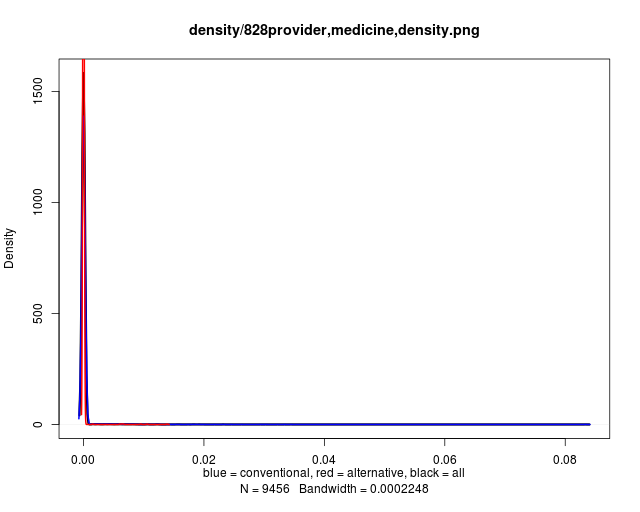 density/828provider,medicine,density.png
Density
1500
1000
500
0
0.00 0.02 0.04 0.06 0.08
blue = conventional, red = alternative, black = all
N = 9456 Bandwidth = 0.0002248